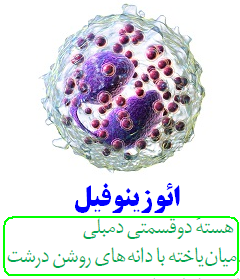 ائوزینوفیل
هستهٔ دوقسمتی دمبلی
میان‌یاخته با دانه‌های روشن درشت